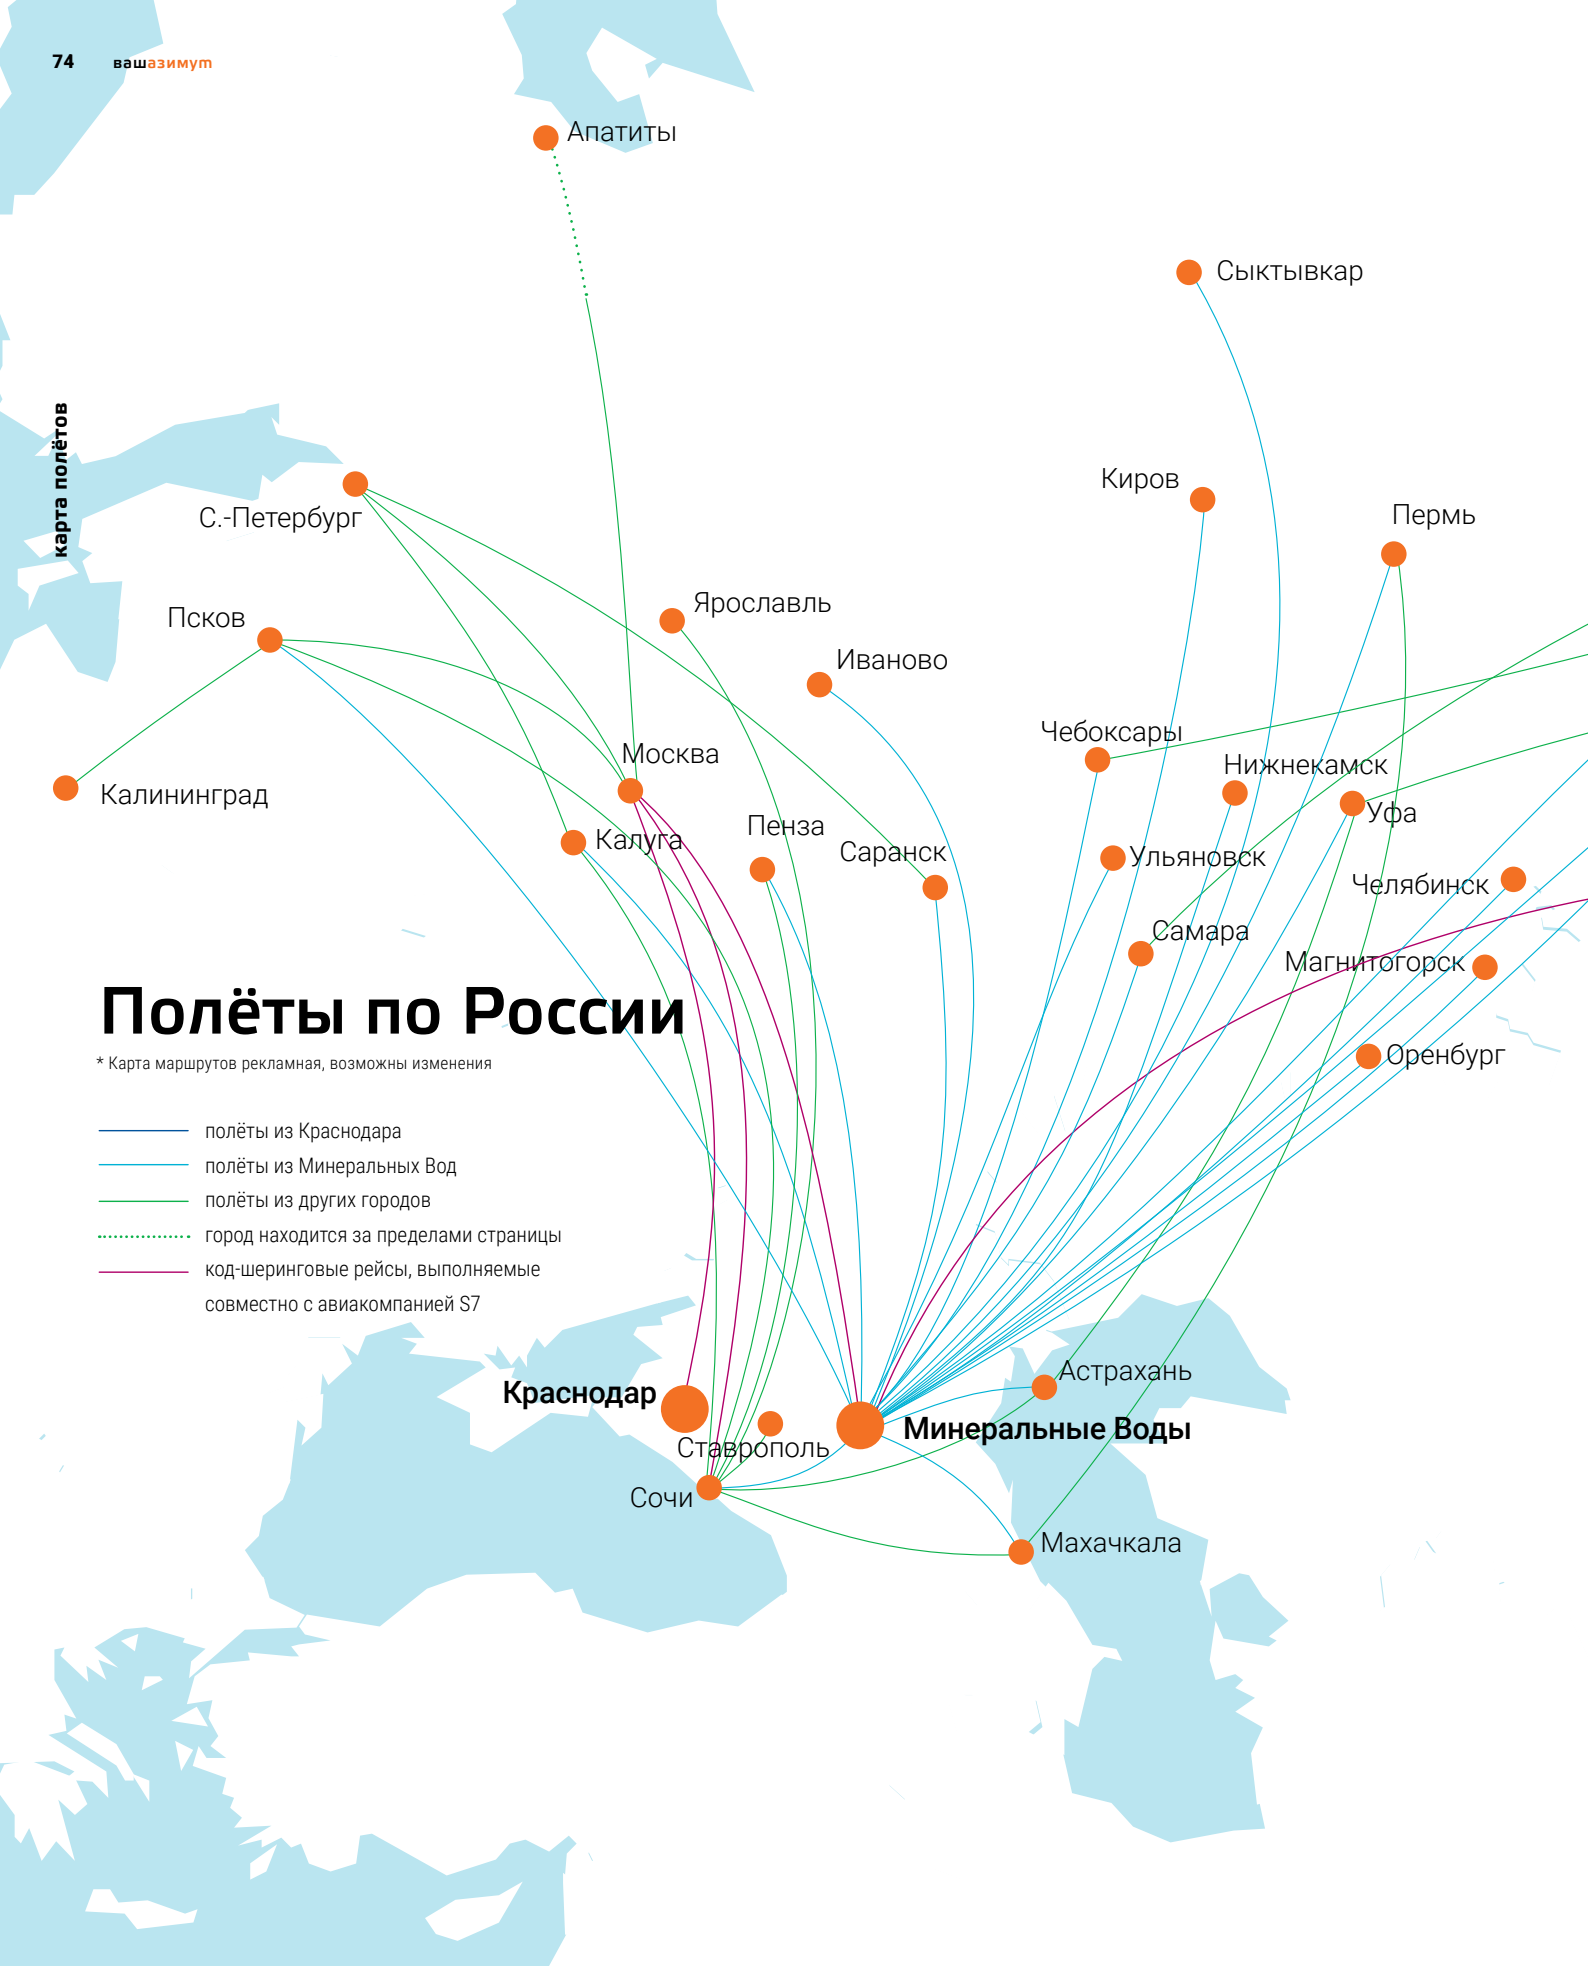 74 вашазимут
карта полётов
Апатиты
Сыктывкар
Киров
Пермь
С.-Петербург
Псков
Ярославль
Иваново
Чебоксары
Москва
Нижнекамск
Калининград
Уфа
Калуга
Пенза
Саранск
Ульяновск
Челябинск
Самара
Магнитогорск
Полёты по России
* Карта маршрутов рекламная, возможны изменения
Оренбург
полёты из Краснодара
полёты из Минеральных Вод
полёты из других городов
город находится за пределами страницы
код-шеринговые рейсы, выполняемые
совместно с авиакомпанией S7
Астрахань
Краснодар
Минеральные Воды
Ставрополь
Сочи
Махачкала